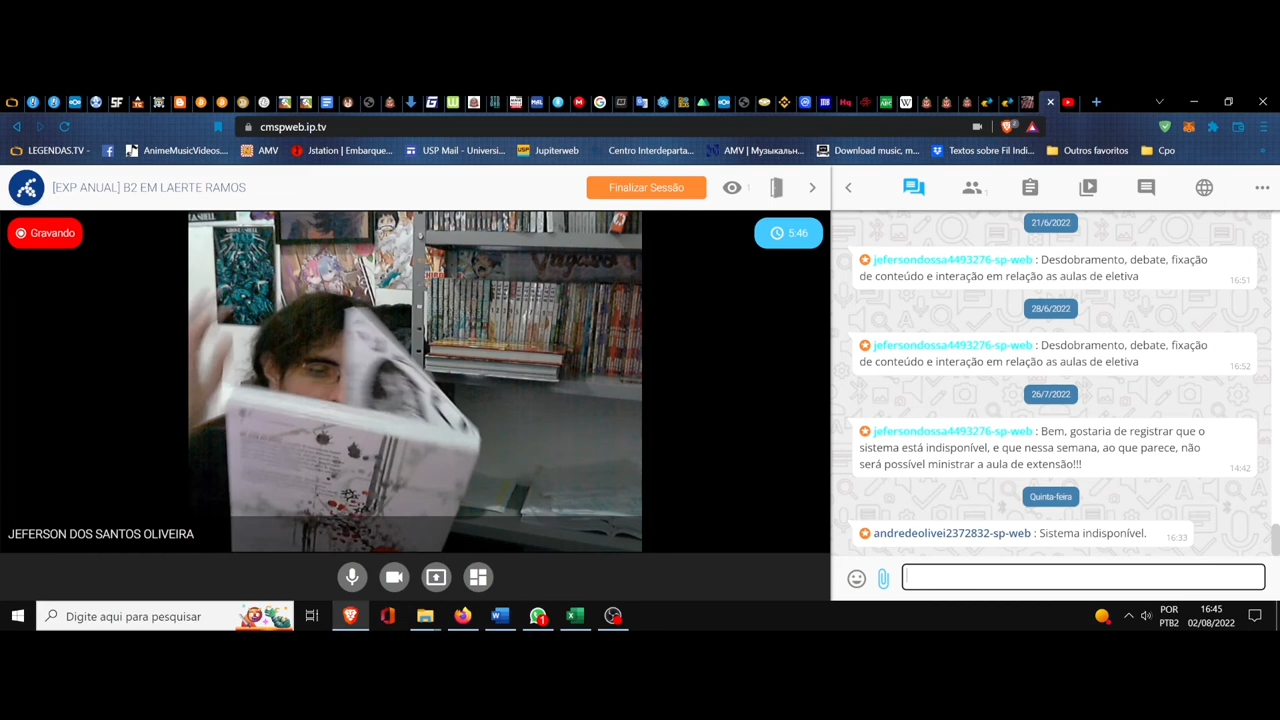 cmspweb.ip.tv
2
LEGENDAS.TV -
AnimeMusicVideos....
AMV
Jstation | Embarque...
USP Mail - Universi...
Jupiterweb
Centro Interdeparta...
AMV | Музыкальн...
Download music, m...
Textos sobre Fil Indi...
Outros favoritos
Cpo
[EXP ANUAL] B2 EM LAERTE RAMOS
Finalizar Sessão
1
1
Gravando
5:46
JEFERSON DOS SANTOS OLIVEIRA
21/6/2022
jefersondossa4493276-sp-web : Desdobramento, debate, fixação
de conteúdo e interação em relação as aulas de eletiva
16:51
28/6/2022
jefersondossa4493276-sp-web : Desdobramento, debate, fixação
de conteúdo e interação em relação as aulas de eletiva
16:52
26/7/2022
jefersondossa4493276-sp-web : Bem, gostaria de registrar que o
sistema está indisponível, e que nessa semana, ao que parece, não
será possível ministrar a aula de extensão!!!
14:42
Quinta-feira
andredeolivei2372832-sp-web : Sistema indisponível.
16:33
Digite aqui para pesquisar
1
POR
PTB2
16:45
02/08/2022